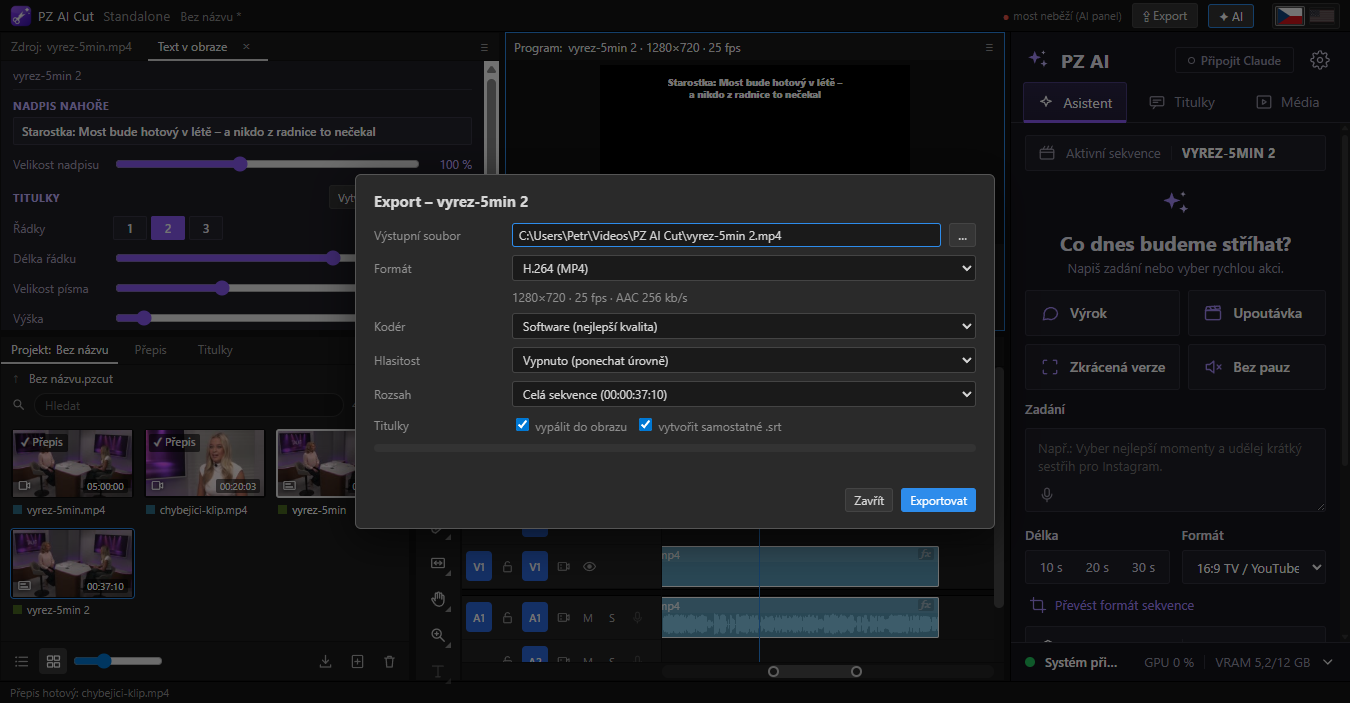 PZ AI Cut Standalone Bez názvu *
most neběží (AI panel) Export AI
Zdroj: vyrez-5min.mp4 Text v obraze ×
vyrez-5min 2
NADPIS NAHOŘE
Starostka: Most bude hotový v létě – a nikdo z radnice to nečekal
Velikost nadpisu 100 %
TITULKY
Řádky 1 2 3
Délka řádku
Velikost písma
Výška
Program: vyrez-5min 2 · 1280×720 · 25 fps
Starostka: Most bude hotový v létě –
a nikdo z radnice to nečekal
Export – vyrez-5min 2
Výstupní soubor C:\Users\Petr\Videos\PZ AI Cut\vyrez-5min 2.mp4 ...
Formát H.264 (MP4)
1280×720 · 25 fps · AAC 256 kb/s
Kodér Software (nejlepší kvalita)
Hlasitost Vypnuto (ponechat úrovně)
Rozsah Celá sekvence (00:00:37:10)
Titulky vypálit do obrazu vytvořit samostatné .srt
Zavřít Exportovat
Projekt: Bez názvu Přepis Titulky
Bez názvu.pzcut
Hledat
Přepis Přepis
05:00:00 00:20:03
vyrez-5min.mp4 chybejici-klip.mp4 vyrez-5min
00:37:10
vyrez-5min 2
V1 V1 mp4 fx
A1 A1 M S mp4 fx
A2 M S
PZ AI Připojit Claude
Asistent Titulky Média
Aktivní sekvence VYREZ-5MIN 2
Co dnes budeme stříhat?
Napiš zadání nebo vyber rychlou akci.
Výrok Upoutávka
Zkrácená verze Bez pauz
Zadání
Např.: Vyber nejlepší momenty a udělej krátký
sestřih pro Instagram.
Délka Formát
10 s 20 s 30 s 16:9 TV / YouTube
Převést formát sekvence
Systém při... GPU 0 % VRAM 5,2/12 GB
Přepis hotový: chybejici-klip.mp4